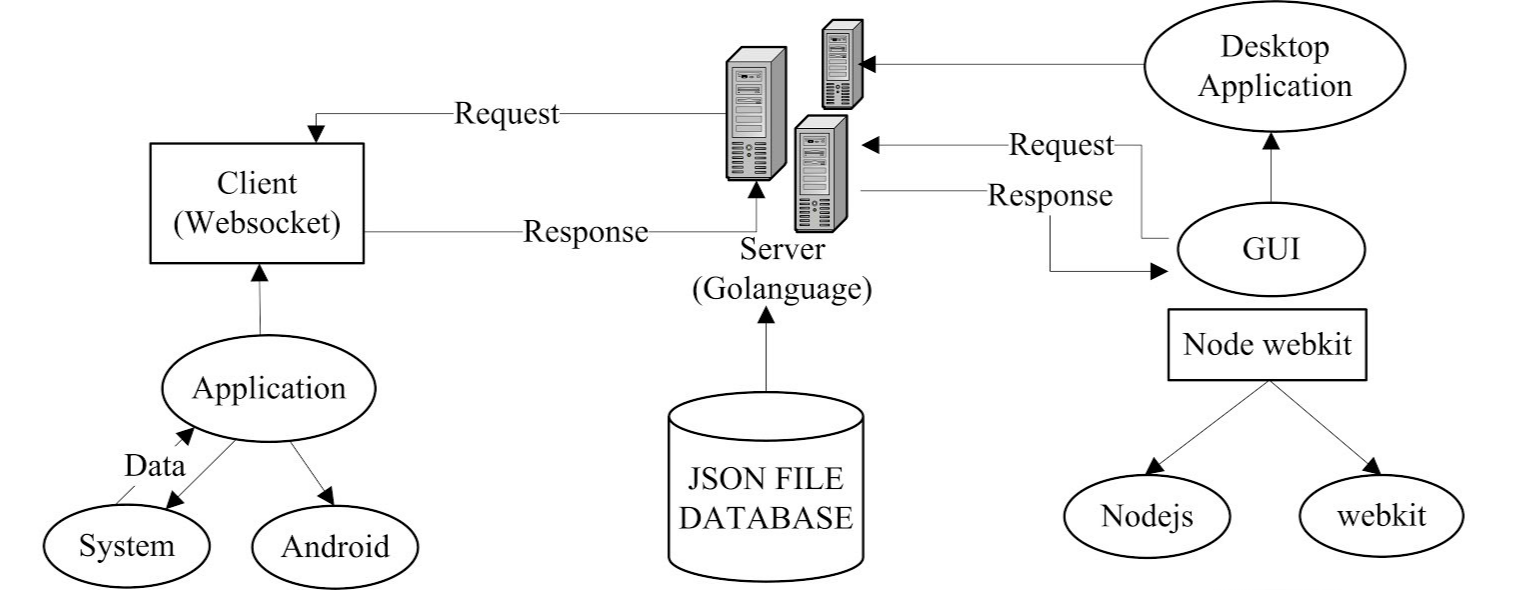 Desktop
Application
Request
Request
Client
(Websocket)
Response
Response
Server
(Golanguage)
GUI
Node webkit
Application
Data
JSON FILE
DATABASE
System
Android
Nodejs
webkit